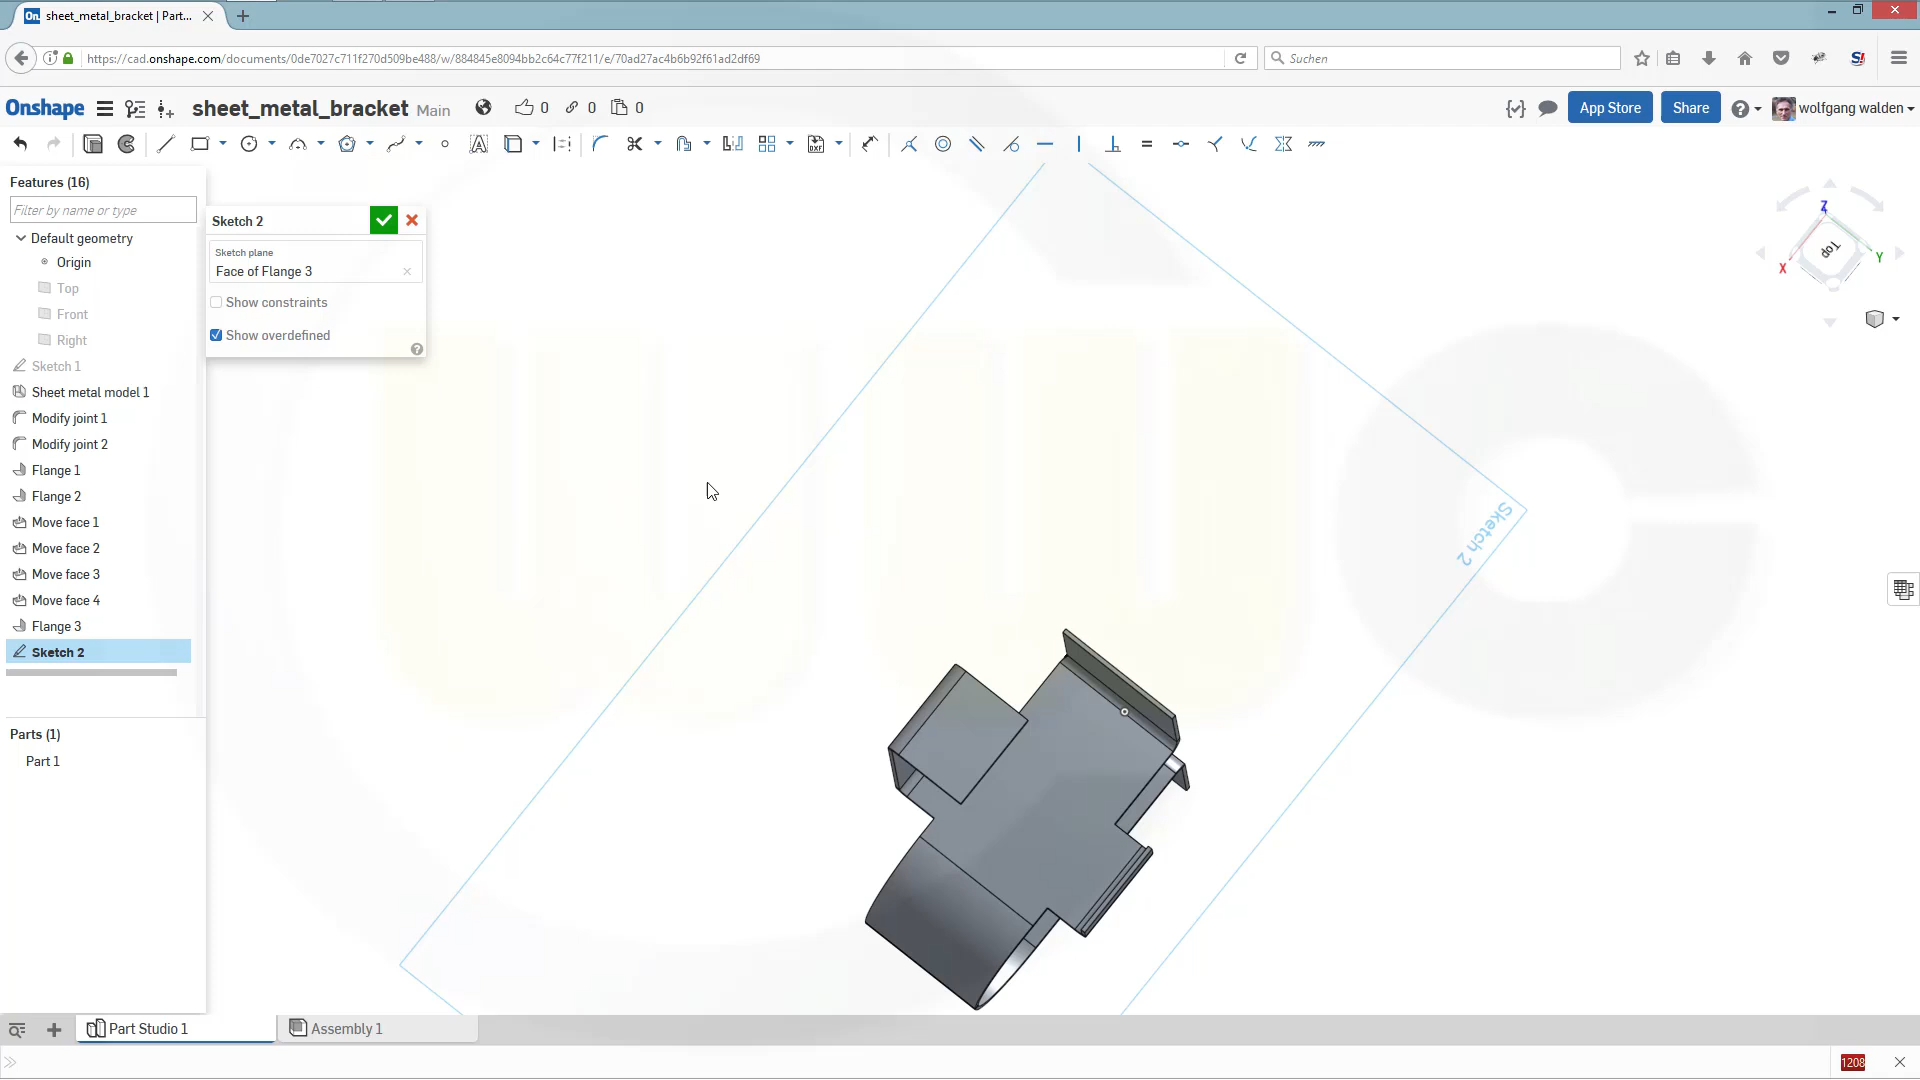 On sheet_metal_bracket | Part...
https://cad.onshape.com/documents/0de7027c711f270d509be488/w/884845e8094bb2c64c77f211/e/70ad27ac4b6b92f61ad2df69
Suchen
S!
Onshape
sheet_metal_bracket Main
0 0 0
App Store
Share
wolfgang walden
Features (16)
Filter by name or type
Default geometry
Origin
Top
Front
Right
Sketch 1
Sheet metal model 1
Modify joint 1
Modify joint 2
Flange 1
Flange 2
Move face 1
Move face 2
Move face 3
Move face 4
Flange 3
Sketch 2
Parts (1)
Part 1
Sketch 2
Sketch plane
Face of Flange 3
Show constraints
Show overdefined
Sketch 2
Z
Top
X
Y
Part Studio 1
Assembly 1
1208